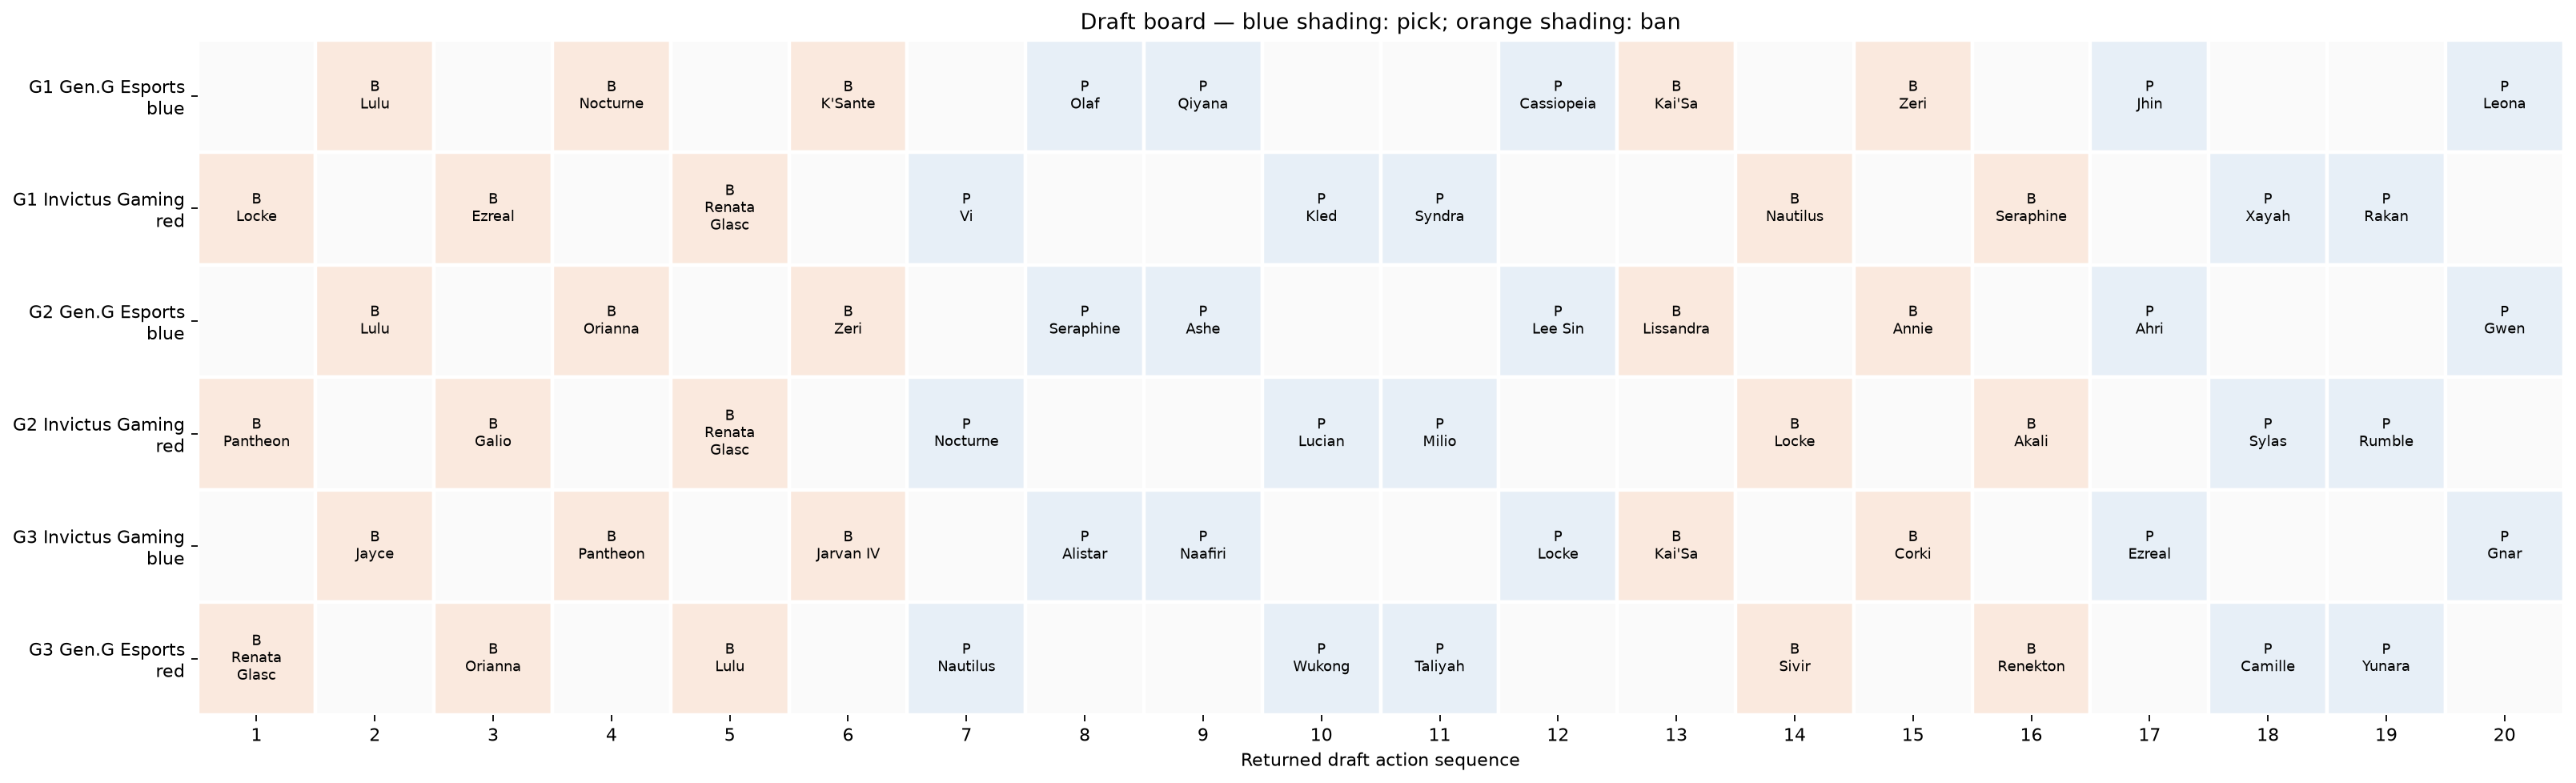 Draft board — blue shading: pick; orange shading: ban
G1 Gen.G Esports
blue
B
Lulu
B
Nocturne
B
K'Sante
P
Olaf
P
Qiyana
P
Cassiopeia
B
Kai'Sa
B
Zeri
P
Jhin
P
Leona
G1 Invictus Gaming
red
B
Locke
B
Ezreal
B
Renata
Glasc
P
Vi
P
Kled
P
Syndra
B
Nautilus
B
Seraphine
P
Xayah
P
Rakan
G2 Gen.G Esports
blue
B
Lulu
B
Orianna
B
Zeri
P
Seraphine
P
Ashe
P
Lee Sin
B
Lissandra
B
Annie
P
Ahri
P
Gwen
G2 Invictus Gaming
red
B
Pantheon
B
Galio
B
Renata
Glasc
P
Nocturne
P
Lucian
P
Milio
B
Locke
B
Akali
P
Sylas
P
Rumble
G3 Invictus Gaming
blue
B
Jayce
B
Pantheon
B
Jarvan IV
P
Alistar
P
Naafiri
P
Locke
B
Kai'Sa
B
Corki
P
Ezreal
P
Gnar
G3 Gen.G Esports
red
B
Renata
Glasc
B
Orianna
B
Lulu
P
Nautilus
P
Wukong
P
Taliyah
B
Sivir
B
Renekton
P
Camille
P
Yunara
1 2 3 4 5 6 7 8 9 10 11 12 13 14 15 16 17 18 19 20
Returned draft action sequence